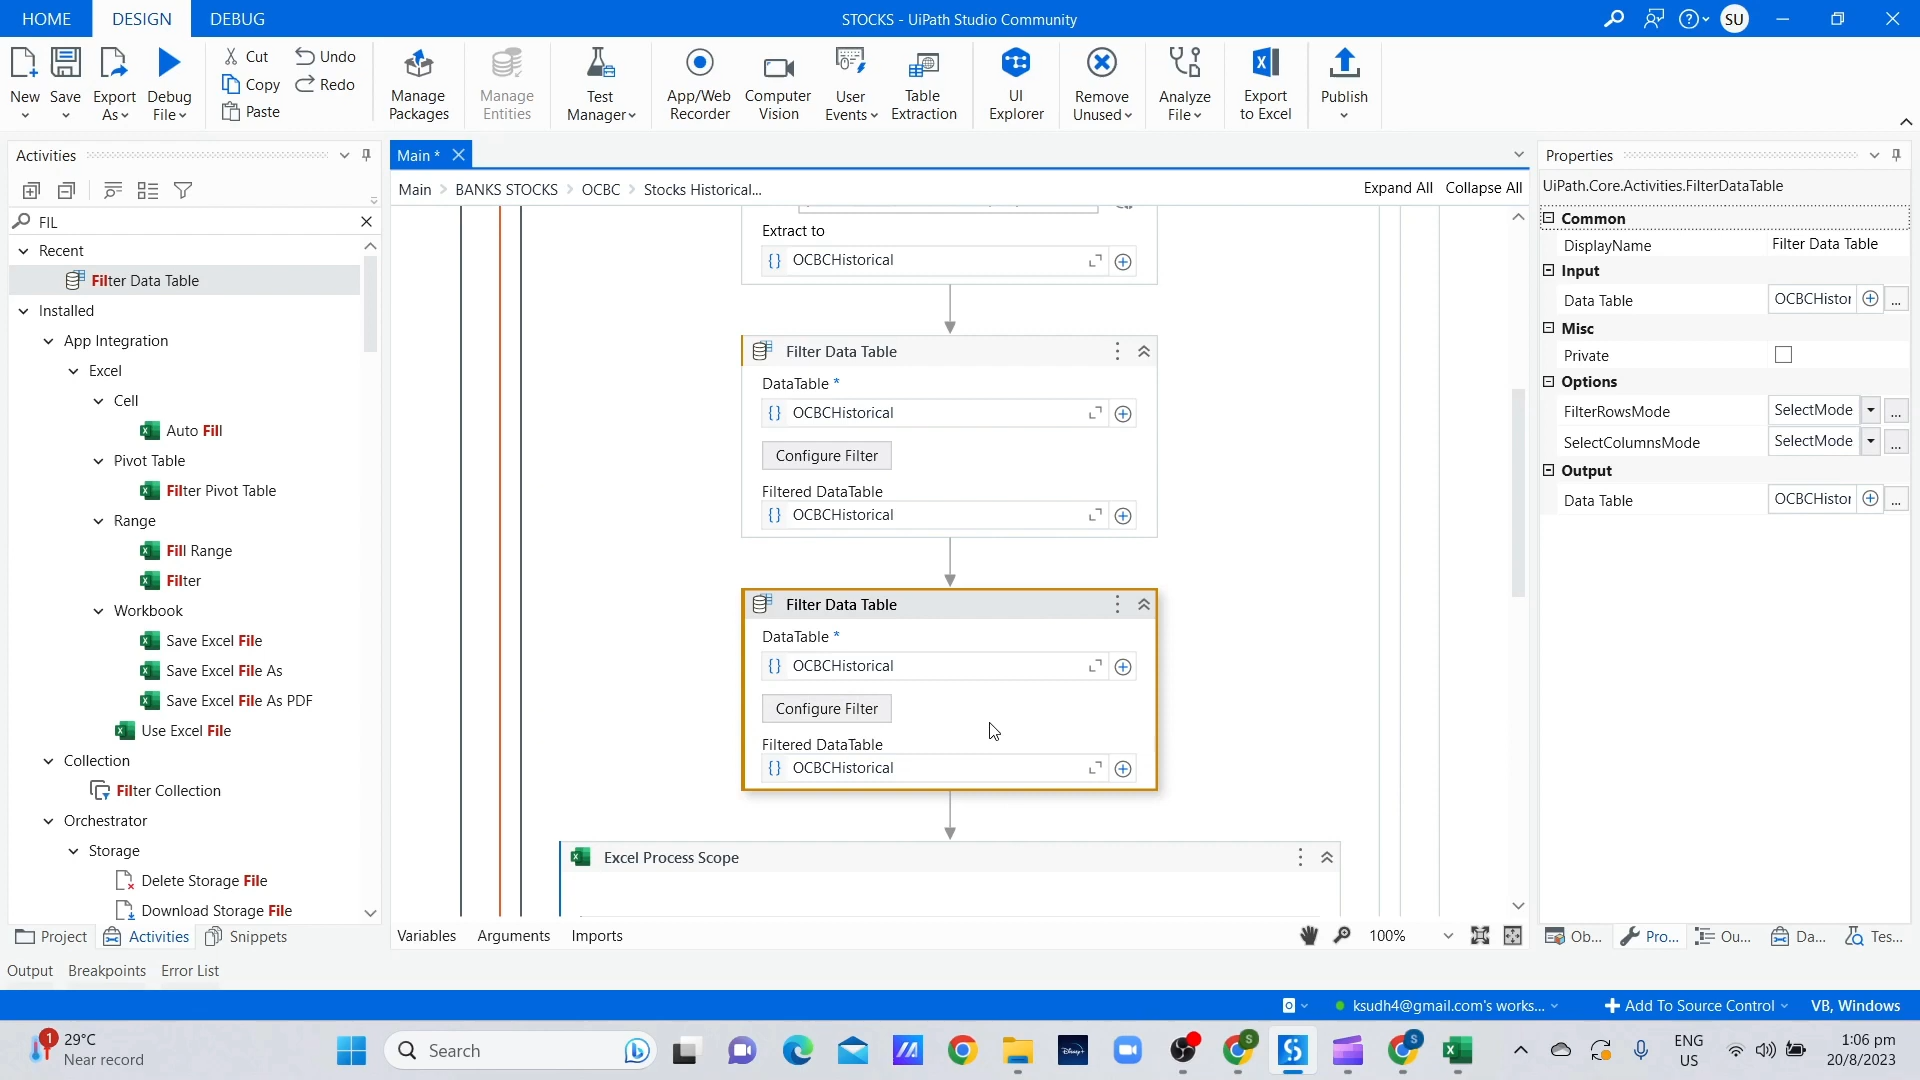 HOME DESIGN DEBUG STOCKS - UiPath Studio Community SU
New Save Export As Debug File Cut Copy Paste Undo Redo Manage Packages Manage Entities Test Manager App/Web Recorder Computer Vision User Events Table Extraction UI Explorer Remove Unused Analyze File Export to Excel Publish
Activities
FIL
Recent
Filter Data Table
Installed
App Integration
Excel
Cell
Auto Fill
Pivot Table
Filter Pivot Table
Range
Fill Range
Filter
Workbook
Save Excel File
Save Excel File As
Save Excel File As PDF
Use Excel File
Collection
Filter Collection
Orchestrator
Storage
Delete Storage File
Download Storage File
Project Activities Snippets
Main *
Main > BANKS STOCKS > OCBC > Stocks Historical... Expand All Collapse All
Extract to
{} OCBCHistorical
Filter Data Table
DataTable *
{} OCBCHistorical
Configure Filter
Filtered DataTable
{} OCBCHistorical
Filter Data Table
DataTable *
{} OCBCHistorical
Configure Filter
Filtered DataTable
{} OCBCHistorical
Excel Process Scope
Variables Arguments Imports 100%
Properties
UiPath.Core.Activities.FilterDataTable
Common
DisplayName Filter Data Table
Input
Data Table OCBCHistor ...
Misc
Private
Options
FilterRowsMode SelectMode ...
SelectColumnsMode SelectMode ...
Output
Data Table OCBCHistor ...
Ob... Pro... Ou... Da... Tes...
Output Breakpoints Error List
ksudh4@gmail.com's works... Add To Source Control VB, Windows
1 29°C
Near record
Search
Disney+
S S
ENG
US
1:06 pm
20/8/2023